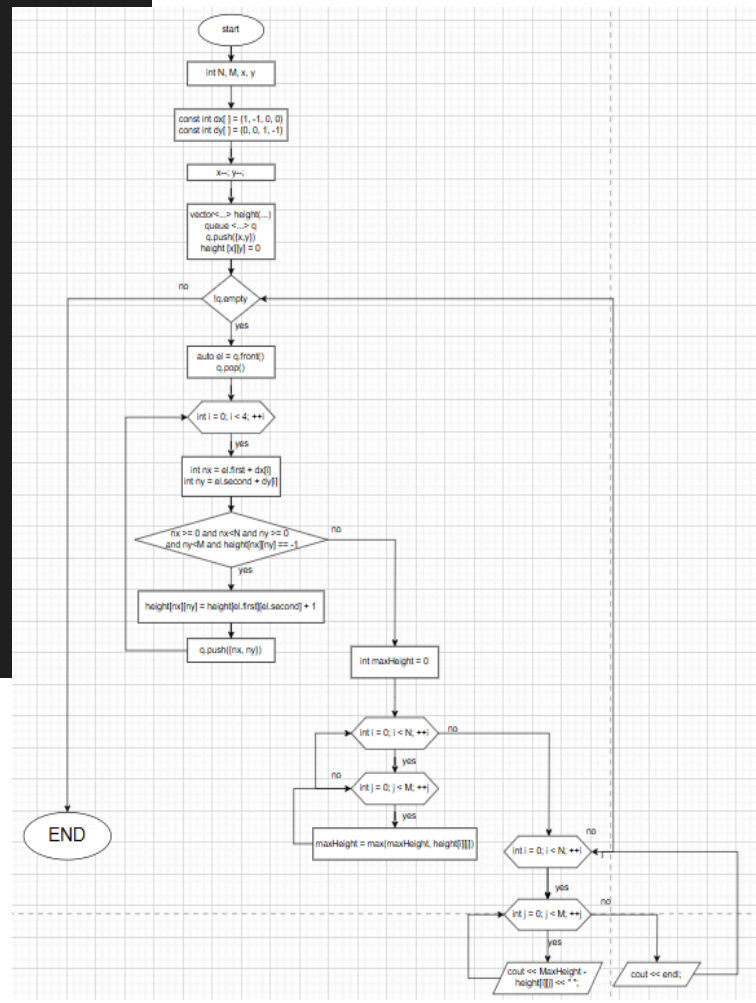 start
int N, M, x, y
const int dx[ ] = {1, -1, 0, 0}
const int dy[ ] = {0, 0, 1, -1}
x--; y--;
vector<...> height(...)
queue <...> q
q.push({x,y})
height [x][y] = 0
no
!q.empty
yes
auto el = q.front()
q.pop()
int i = 0; i < 4; ++i
yes
int nx = el.first + dx[i]
int ny = el.second + dy[i]
no
nx >= 0 and nx<N and ny >= 0
and ny<M and height[nx][ny] == -1
yes
height[nx][ny] = height[el.first][el.second] + 1
q.push({nx, ny})
int maxHeight = 0
int i = 0; i < N; ++i
no
yes
no
int j = 0; j < M; ++j
yes
maxHeight = max(maxHeight, height[i][j])
END
no
int i = 0; i < N; ++i
yes
no
int j = 0; j < M; ++j
yes
cout << MaxHeight -
height[i][j] << " ";
cout << endl;